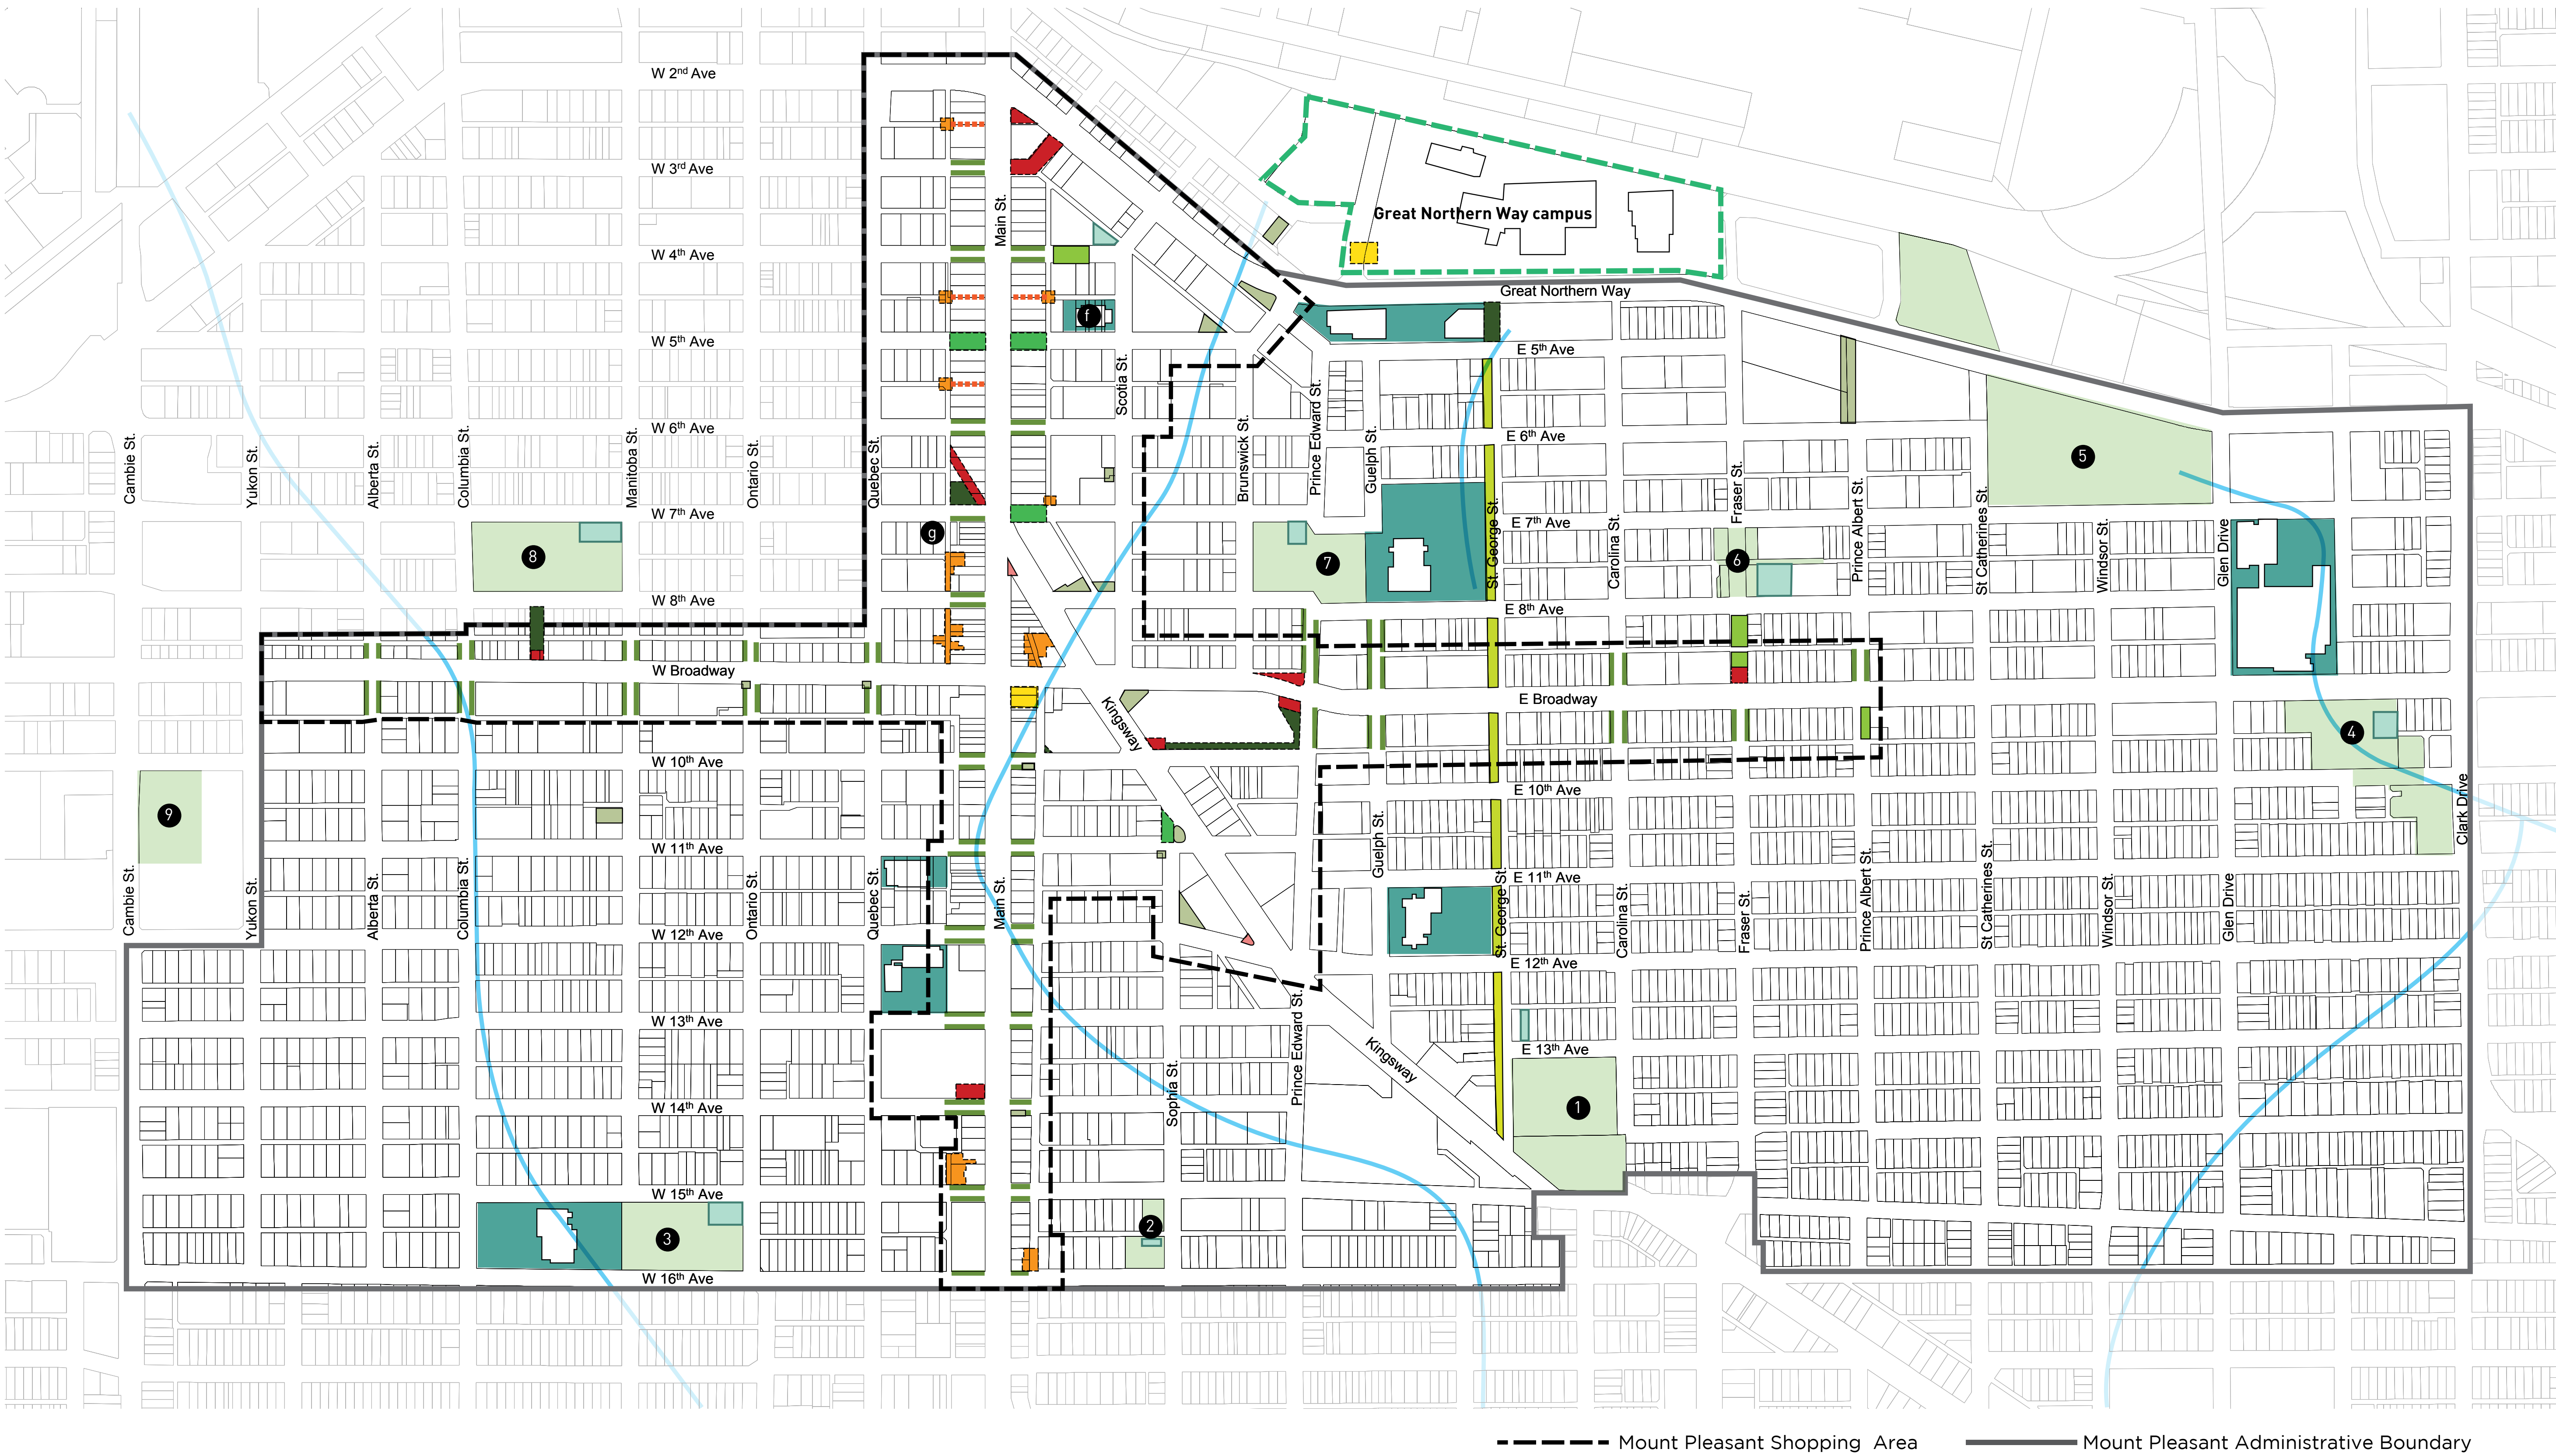 W 2nd Ave
W 3rd Ave
Main St.
Great Northern Way campus
W 4th Ave
Great Northern Way
f
W 5th Ave
E 5th Ave
Scotia St.
Prince Edward St.
W 6th Ave
E 6th Ave
Cambie St.
Yukon St.
Alberta St.
Columbia St.
Manitoba St.
Ontario St.
Quebec St.
Brunswick St.
Guelph St.
Fraser St.
5
W 7th Ave
E 7th Ave
St. George St.
Carolina St.
Prince Albert St.
St Catherines St.
Windsor St.
Glen Drive
g
8
7
6
W 8th Ave
E 8th Ave
W Broadway
E Broadway
Kingsway
4
W 10th Ave
E 10th Ave
9
Clark Drive
W 11th Ave
E 11th Ave
Guelph St.
Cambie St.
Yukon St.
Alberta St.
Columbia St.
Ontario St.
Quebec St.
Main St.
St. George St.
Carolina St.
Fraser St.
Prince Albert St.
St Catherines St.
Windsor St.
Glen Drive
W 12th Ave
E 12th Ave
W 13th Ave
E 13th Ave
Prince Edward St.
Kingsway
Sophia St.
W 14th Ave
1
W 15th Ave
2
3
W 16th Ave
Mount Pleasant Shopping Area
Mount Pleasant Administrative Boundary